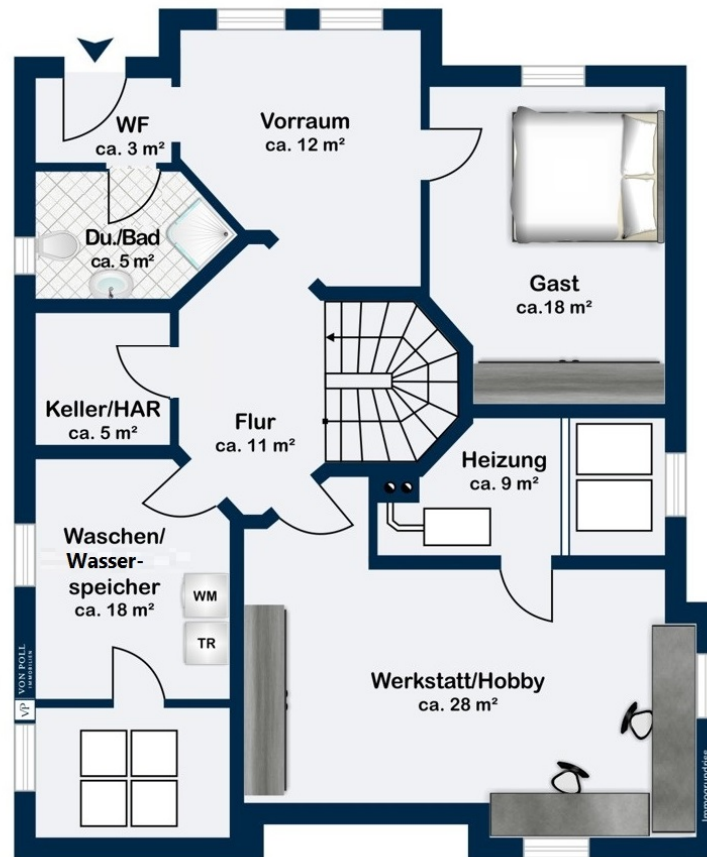 WF
ca. 3 m²
Vorraum
ca. 12 m²
Du./Bad
ca. 5 m²
Gast
ca.18 m²
Keller/HAR
ca. 5 m²
Flur
ca. 11 m²
Heizung
ca. 9 m²
Waschen/
Wasser-
speicher
ca. 18 m²
WM
TR
Werkstatt/Hobby
ca. 28 m²
VP
VON POLL
IMMOBILIEN
Immogrundriss